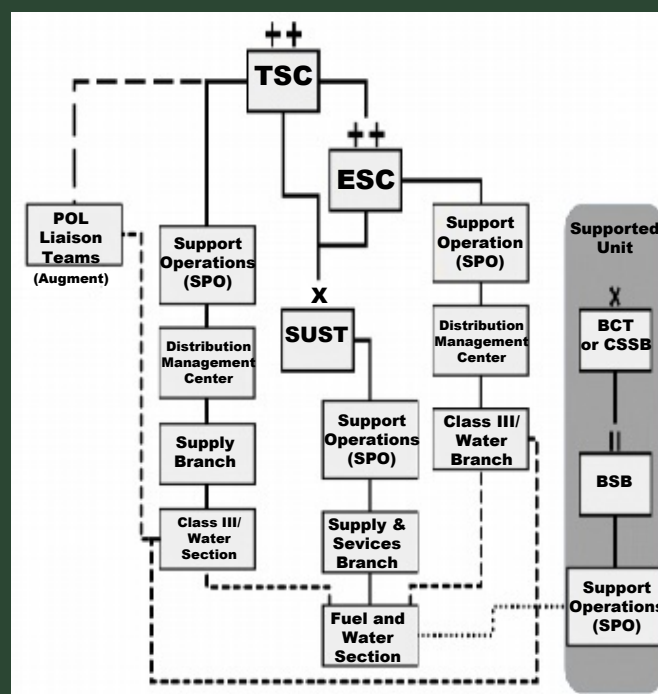 TSC
ESC
POL
Liaison
Teams
(Augment)
Support
Operations
(SPO)
Support
Operation
(SPO)
Supported
Unit
X
SUST
X
BCT
or CSSB
Distribution
Management
Center
Distribution
Management
Center
Support
Operations
(SPO)
Supply
Branch
Class III/
Water
Branch
BSB
Class III/
Water
Section
Supply &
Sevices
Branch
Support
Operations
(SPO)
Fuel and
Water
Section